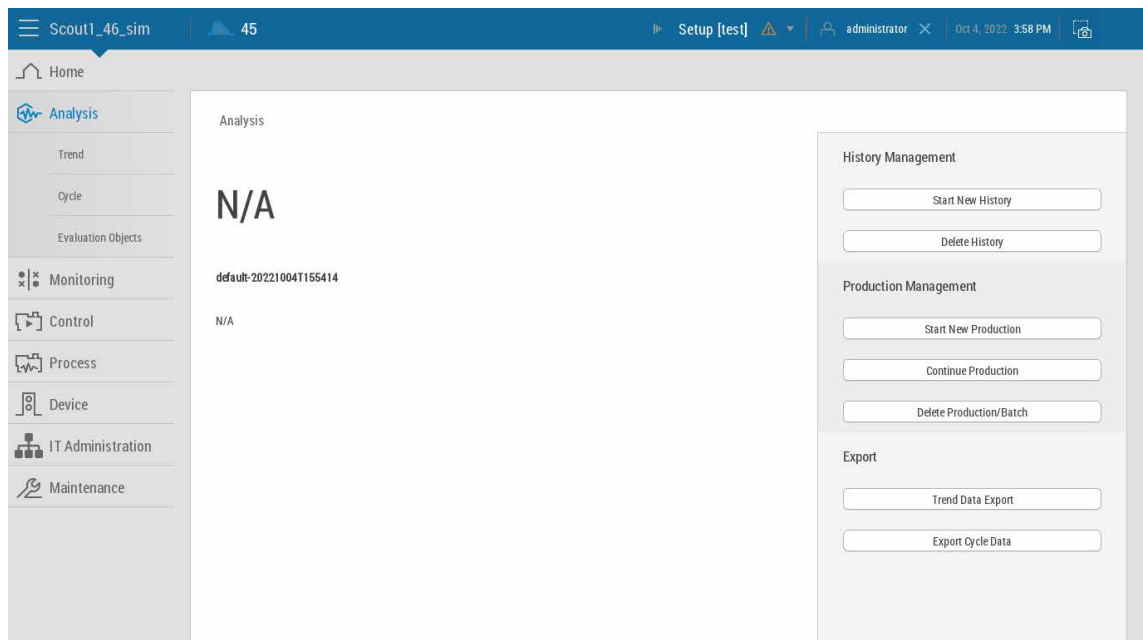 Scout1_46_sim
45
Setup [test]
administrator
Oct 4, 2022 3:58 PM
Home
Analysis
Trend
Cycle
Evaluation Objects
Monitoring
Control
Process
Device
IT Administration
Maintenance
Analysis
N/A
default-20221004T155414
N/A
History Management
Start New History
Delete History
Production Management
Start New Production
Continue Production
Delete Production/Batch
Export
Trend Data Export
Export Cycle Data